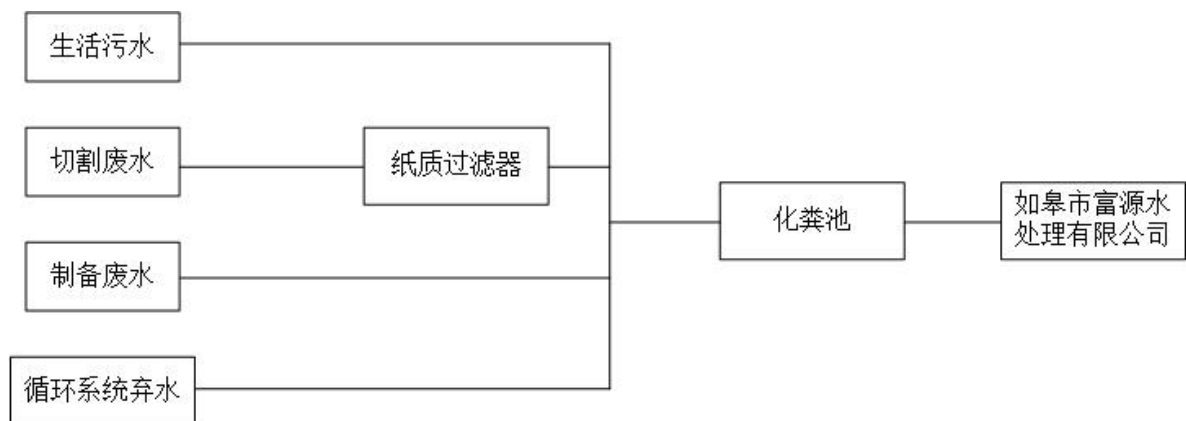 生活污水
切割废水
纸质过滤器
化粪池
如皋市富源水
处理有限公司
制备废水
循环系统弃水